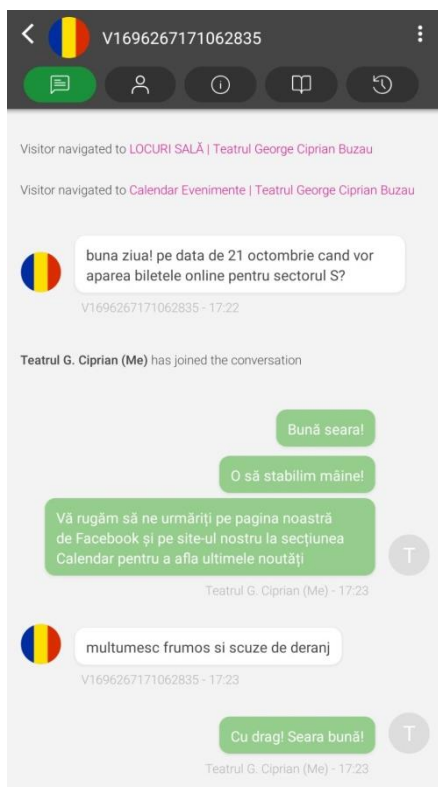 V1696267171062835
Visitor navigated to LOCURI SALĂ | Teatrul George Ciprian Buzau
Visitor navigated to Calendar Evenimente | Teatrul George Ciprian Buzau
buna ziua! pe data de 21 octombrie cand vor
aparea biletele online pentru sectorul S?
V1696267171062835 - 17:22
Teatrul G. Ciprian (Me) has joined the conversation
Bună seara!
O să stabilim mâine!
Vă rugăm să ne urmăriți pe pagina noastră
de Facebook și pe site-ul nostru la secțiunea
Calendar pentru a afla ultimele noutăți
T
Teatrul G. Ciprian (Me) - 17:23
multumesc frumos si scuze de deranj
V1696267171062835 - 17:23
Cu drag! Seara bună!
T
Teatrul G. Ciprian (Me) - 17:23